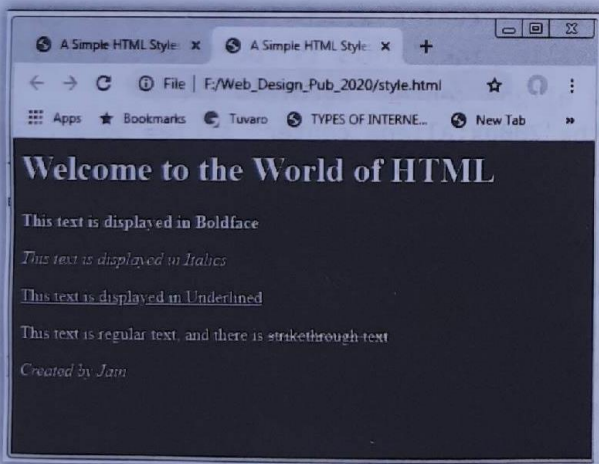 A Simple HTML Style: × A Simple HTML Style: × +
File | F:/Web_Design_Pub_2020/style.html
Apps Bookmarks Tuvaro TYPES OF INTERNE... New Tab »
Welcome to the World of HTML
This text is displayed in Boldface
This text is displayed in Italics
This text is displayed in Underlined
This text is regular text, and there is strikethrough text
Created by Jain